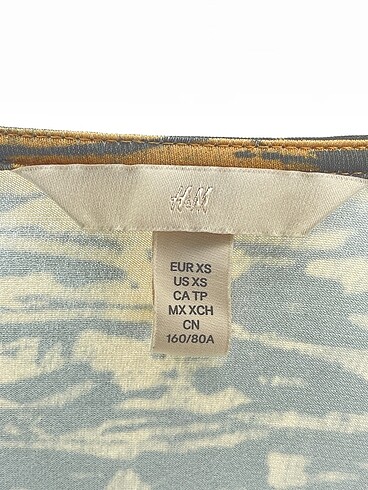 H&M
EUR XS
US XS
CA TP
MX XCH
CN
160/80A